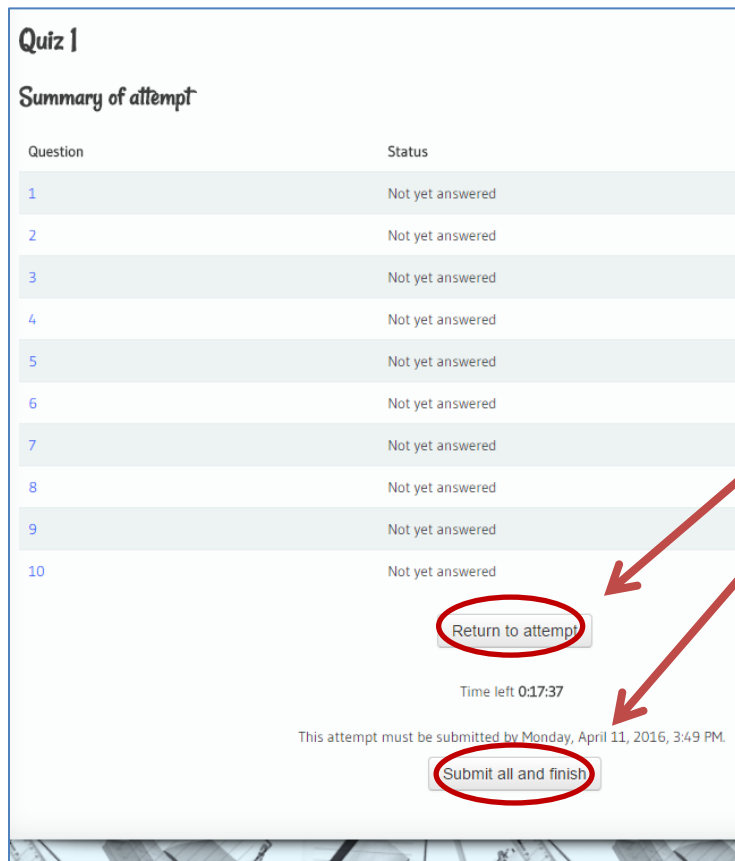 Quiz 1
Summary of attempt
Question Status
1 Not yet answered
2 Not yet answered
3 Not yet answered
4 Not yet answered
5 Not yet answered
6 Not yet answered
7 Not yet answered
8 Not yet answered
9 Not yet answered
10 Not yet answered
Return to attempt
Time left 0:17:37
This attempt must be submitted by Monday, April 11, 2016, 3:49 PM.
Submit all and finish